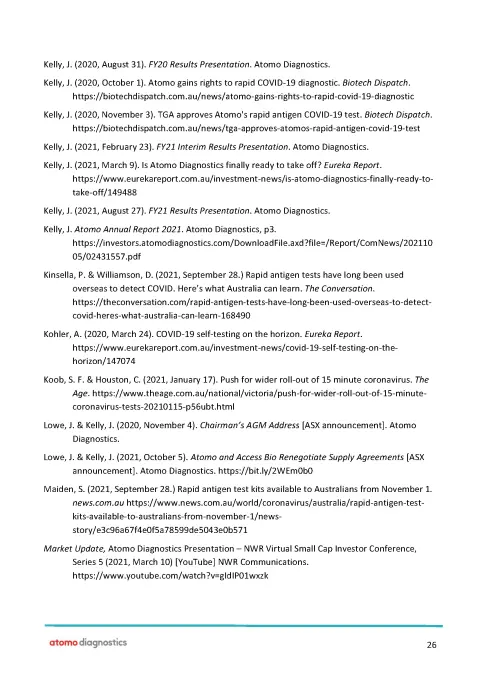 Kelly, J. (2020, August 31). FY20 Results Presentation. Atomo Diagnostics.
Kelly, J. (2020, October 1). Atomo gains rights to rapid COVID-19 diagnostic. Biotech Dispatch.
https://biotechdispatch.com.au/news/atomo-gains-rights-to-rapid-covid-19-diagnostic
Kelly, J. (2020, November 3). TGA approves Atomo's rapid antigen COVID-19 test. Biotech Dispatch.
https://biotechdispatch.com.au/news/tga-approves-atomos-rapid-antigen-covid-19-test
Kelly, J. (2021, February 23). FY21 Interim Results Presentation. Atomo Diagnostics.
Kelly, J. (2021, March 9). Is Atomo Diagnostics finally ready to take off? Eureka Report.
https://www.eurekareport.com.au/investment-news/is-atomo-diagnostics-finally-ready-to-
take-off/149488
Kelly, J. (2021, August 27). FY21 Results Presentation. Atomo Diagnostics.
Kelly, J. Atomo Annual Report 2021. Atomo Diagnostics, p3.
https://investors.atomodiagnostics.com/DownloadFile.axd?file=/Report/ComNews/202110
05/02431557.pdf
Kinsella, P. & Williamson, D. (2021, September 28.) Rapid antigen tests have long been used
overseas to detect COVID. Here's what Australia can learn. The Conversation.
https://theconversation.com/rapid-antigen-tests-have-long-been-used-overseas-to-detect-
covid-heres-what-australia-can-learn-168490
Kohler, A. (2020, March 24). COVID-19 self-testing on the horizon. Eureka Report.
https://www.eurekareport.com.au/investment-news/covid-19-self-testing-on-the-
horizon/147074
Koob, S. F. & Houston, C. (2021, January 17). Push for wider roll-out of 15 minute coronavirus. The
Age. https://www.theage.com.au/national/victoria/push-for-wider-roll-out-of-15-minute-
coronavirus-tests-20210115-p56ubt.html
Lowe, J. & Kelly, J. (2020, November 4). Chairman's AGM Address [ASX announcement]. Atomo
Diagnostics.
Lowe, J. & Kelly, J. (2021, October 5). Atomo and Access Bio Renegotiate Supply Agreements [ASX
announcement]. Atomo Diagnostics. https://bit.ly/2WEm0b0
Maiden, S. (2021, September 28.) Rapid antigen test kits available to Australians from November 1.
news.com.au https://www.news.com.au/world/coronavirus/australia/rapid-antigen-test-
kits-available-to-australians-from-november-1/news-
story/e3c96a67f4e0f5a78599de5043e0b571
Market Update, Atomo Diagnostics Presentation – NWR Virtual Small Cap Investor Conference,
Series 5 (2021, March 10) [YouTube] NWR Communications.
https://www.youtube.com/watch?v=gIdlP01wxzk
atomo diagnostics
26